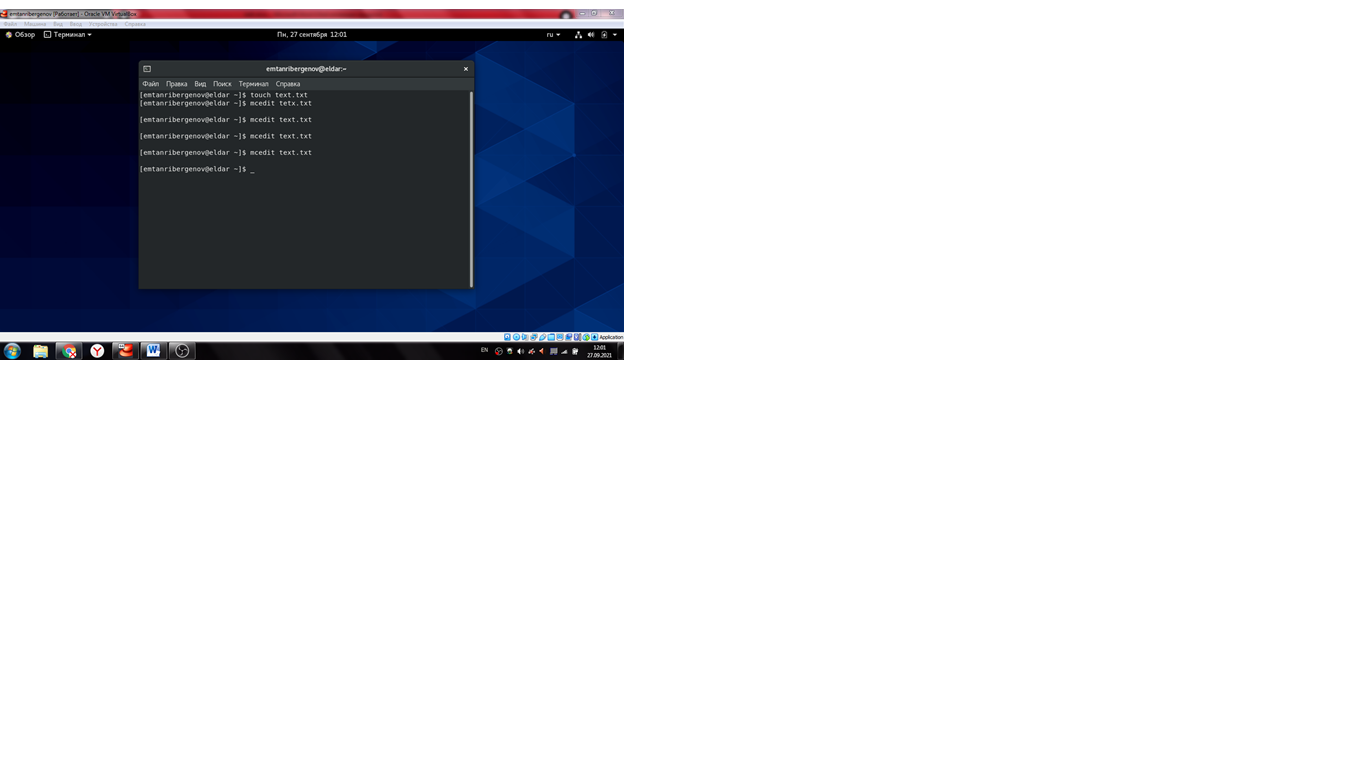 emtanribergenov [Работает] - Oracle VM VirtualBox
Файл Машина Вид Ввод Устройства Справка
Обзор Терминал Пн, 27 сентября 12:01 ru
emtanribergenov@eldar:~
Файл Правка Вид Поиск Терминал Справка
[emtanribergenov@eldar ~]$ touch text.txt
[emtanribergenov@eldar ~]$ mcedit tetx.txt
[emtanribergenov@eldar ~]$ mcedit text.txt
[emtanribergenov@eldar ~]$ mcedit text.txt
[emtanribergenov@eldar ~]$ mcedit text.txt
[emtanribergenov@eldar ~]$ _
Application
EN 12:01
27.09.2021